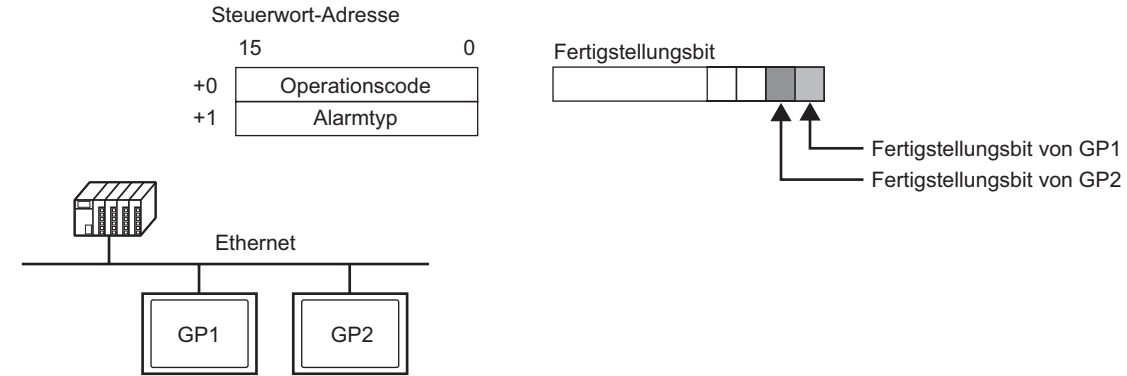 Steuerwort-Adresse
15 0
+0 Operationscode
+1 Alarmtyp
Fertigstellungsbit
Fertigstellungsbit von GP1
Fertigstellungsbit von GP2
Ethernet
GP1 GP2